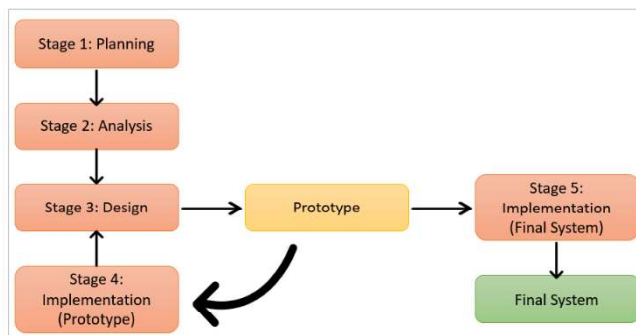 Stage 1: Planning
Stage 2: Analysis
Stage 3: Design
Prototype
Stage 5:
Implementation
(Final System)
Stage 4:
Implementation
(Prototype)
Final System